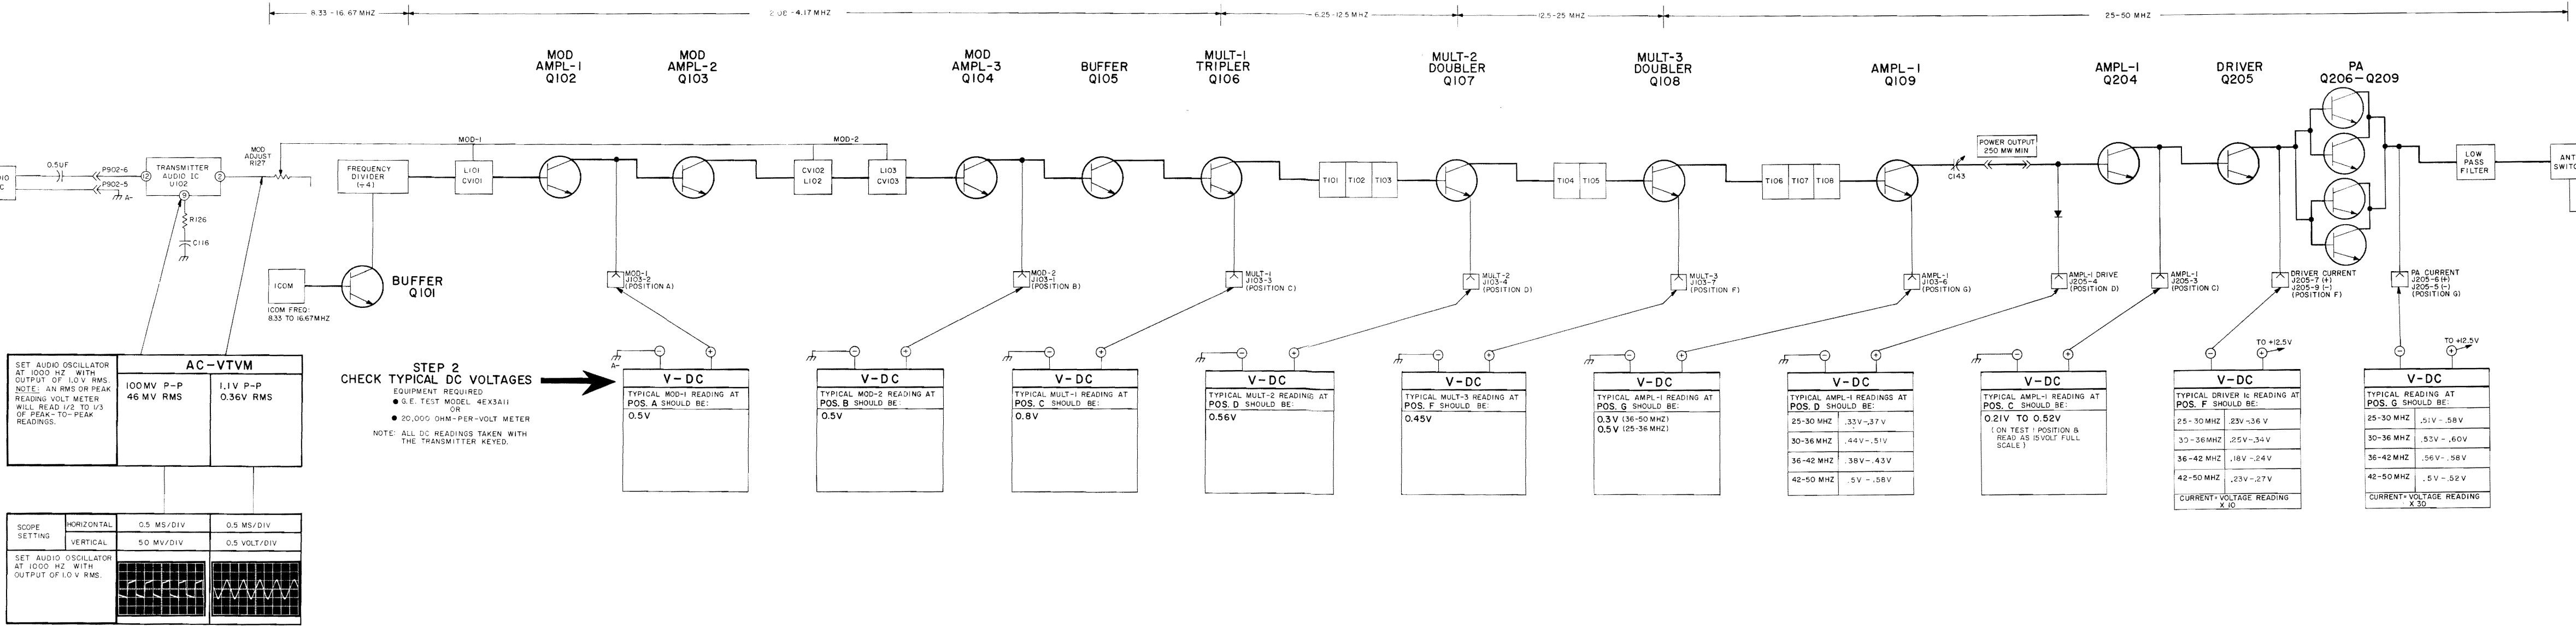 8.33 - 16.67 MHZ
2.08 - 4.17 MHZ
6.25 - 12.5 MHZ
12.5 - 25 MHZ
25-50 MHZ
MOD
AMPL-1
Q102
MOD
AMPL-2
Q103
MOD
AMPL-3
Q104
BUFFER
Q105
MULT-1
TRIPLER
Q106
MULT-2
DOUBLER
Q107
MULT-3
DOUBLER
Q108
AMPL-1
Q109
AMPL-1
Q204
DRIVER
Q205
PA
Q206-Q209
DIO
C
0.5UF
P902-6
P902-5
A-
12
TRANSMITTER
AUDIO IC
U102
2
9
R126
C116
MOD
ADJUST
R127
MOD-1
MOD-2
FREQUENCY
DIVIDER
(÷4)
L101
CV101
CV102
L102
L103
CV103
T101 T102 T103
T104 T105
T106 T107 T108
C143
POWER OUTPUT
250 MW MIN
LOW
PASS
FILTER
ANT
SWITC
ICOM
ICOM FREQ:
8.33 TO 16.67MHZ
BUFFER
Q101
MOD-1
J103-2
(POSITION A)
MOD-2
J103-1
(POSITION B)
MULT-1
J103-3
(POSITION C)
MULT-2
J103-4
(POSITION D)
MULT-3
J103-7
(POSITION F)
AMPL-1
J103-6
(POSITION G)
AMPL-1 DRIVE
J205-4
(POSITION D)
AMPL-1
J205-3
(POSITION C)
DRIVER CURRENT
J205-7 (+)
J205-9 (-)
(POSITION F)
PA CURRENT
J205-6 (+)
J205-5 (-)
(POSITION G)
SET AUDIO OSCILLATOR
AT 1000 HZ WITH
OUTPUT OF 1.0 V RMS.
NOTE: AN RMS OR PEAK
READING VOLT METER
WILL READ 1/2 TO 1/3
OF PEAK-TO-PEAK
READINGS.
AC-VTVM
100MV P-P
46 MV RMS
1.1V P-P
0.36V RMS
SCOPE
SETTING
HORIZONTAL
0.5 MS/DIV
0.5 MS/DIV
VERTICAL
50 MV/DIV
0.5 VOLT/DIV
SET AUDIO OSCILLATOR
AT 1000 HZ WITH
OUTPUT OF 1.0 V RMS.
STEP 2
CHECK TYPICAL DC VOLTAGES
EQUIPMENT REQUIRED
● G.E. TEST MODEL 4EX3A11
OR
● 20,000 OHM-PER-VOLT METER
NOTE: ALL DC READINGS TAKEN WITH
THE TRANSMITTER KEYED.
A-
V-DC
TYPICAL MOD-1 READING AT
POS. A SHOULD BE:
0.5V
V-DC
TYPICAL MOD-2 READING AT
POS. B SHOULD BE:
0.5V
V-DC
TYPICAL MULT-1 READING AT
POS. C SHOULD BE:
0.8V
V-DC
TYPICAL MULT-2 READING AT
POS. D SHOULD BE:
0.56V
V-DC
TYPICAL MULT-3 READING AT
POS. F SHOULD BE:
0.45V
V-DC
TYPICAL AMPL-1 READING AT
POS. G SHOULD BE:
0.3V (36-50 MHZ)
0.5V (25-36 MHZ)
V-DC
TYPICAL AMPL-1 READINGS AT
POS. D SHOULD BE:
25-30 MHZ .33V-.37V
30-36 MHZ .44V-.51V
36-42 MHZ .38V-.43V
42-50 MHZ .5V-.58V
V-DC
TYPICAL AMPL-1 READING AT
POS. C SHOULD BE:
0.21V TO 0.52V
(ON TEST 1 POSITION B
READ AS 15VOLT FULL
SCALE)
TO +12.5V
V-DC
TYPICAL DRIVER Ic READING AT
POS. F SHOULD BE:
25-30 MHZ .23V-.36V
30-36MHZ .25V-.34V
36-42 MHZ .18V-.24V
42-50MHZ .23V-.27V
CURRENT=VOLTAGE READING
X 10
TO +12.5V
V-DC
TYPICAL READING AT
POS. G SHOULD BE:
25-30 MHZ .51V-.58V
30-36 MHZ .53V-.60V
36-42MHZ .56V-.58V
42-50MHZ .5V-.52V
CURRENT=VOLTAGE READING
X 30